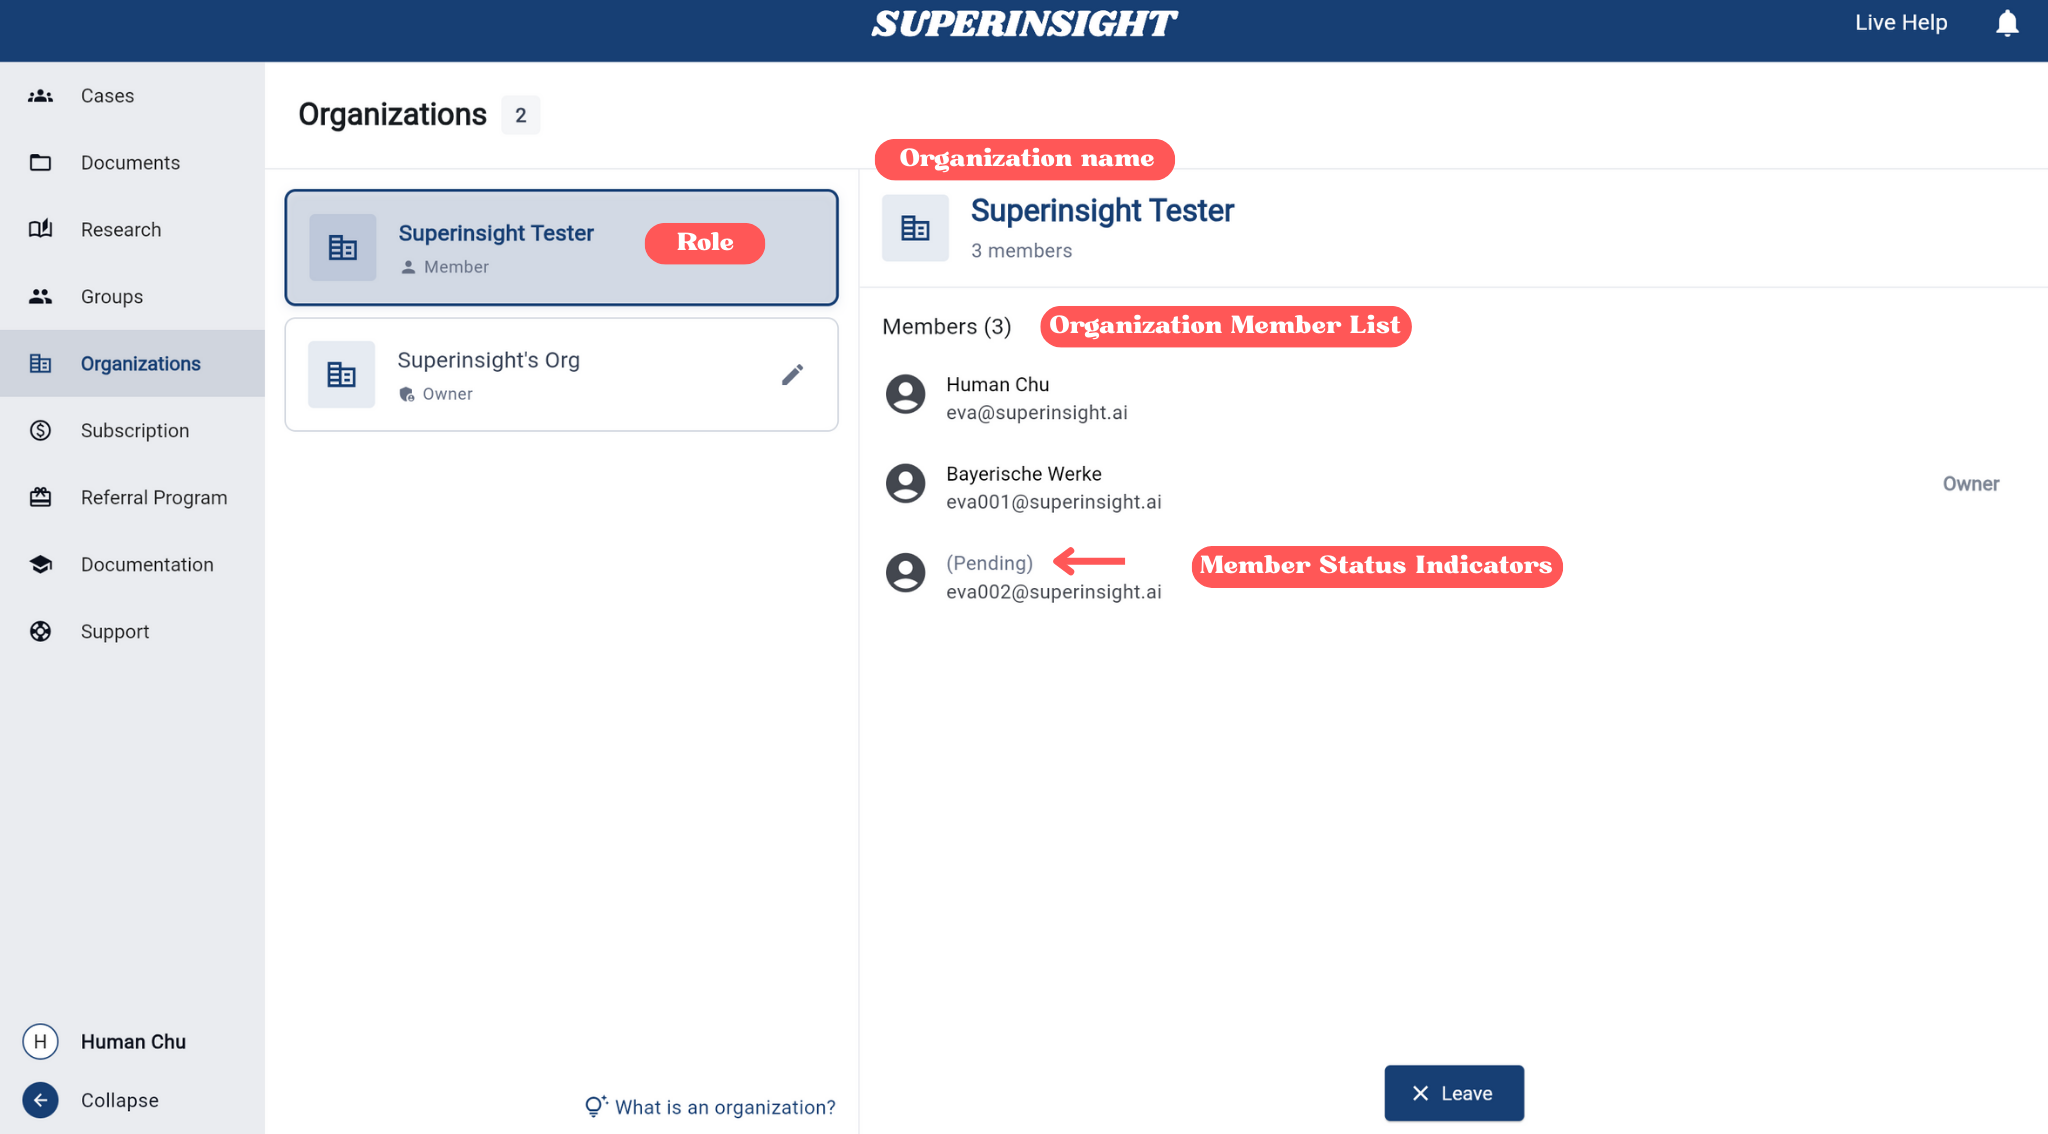 SUPERINSIGHT
Live Help
Cases
Documents
Research
Groups
Organizations
Subscription
Referral Program
Documentation
Support
H
Human Chu
Collapse
Organizations 2
Superinsight Tester
Role
Member
Superinsight's Org
Owner
What is an organization?
Organization name
Superinsight Tester
3 members
Members (3)
Organization Member List
Human Chu
eva@superinsight.ai
Bayerische Werke
eva001@superinsight.ai
Owner
(Pending)
Member Status Indicators
eva002@superinsight.ai
Leave